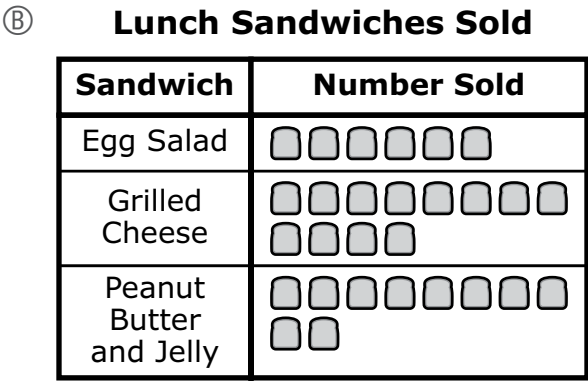 Ⓑ Lunch Sandwiches Sold
Sandwich Number Sold
Egg Salad
Grilled
Cheese
Peanut
Butter
and Jelly